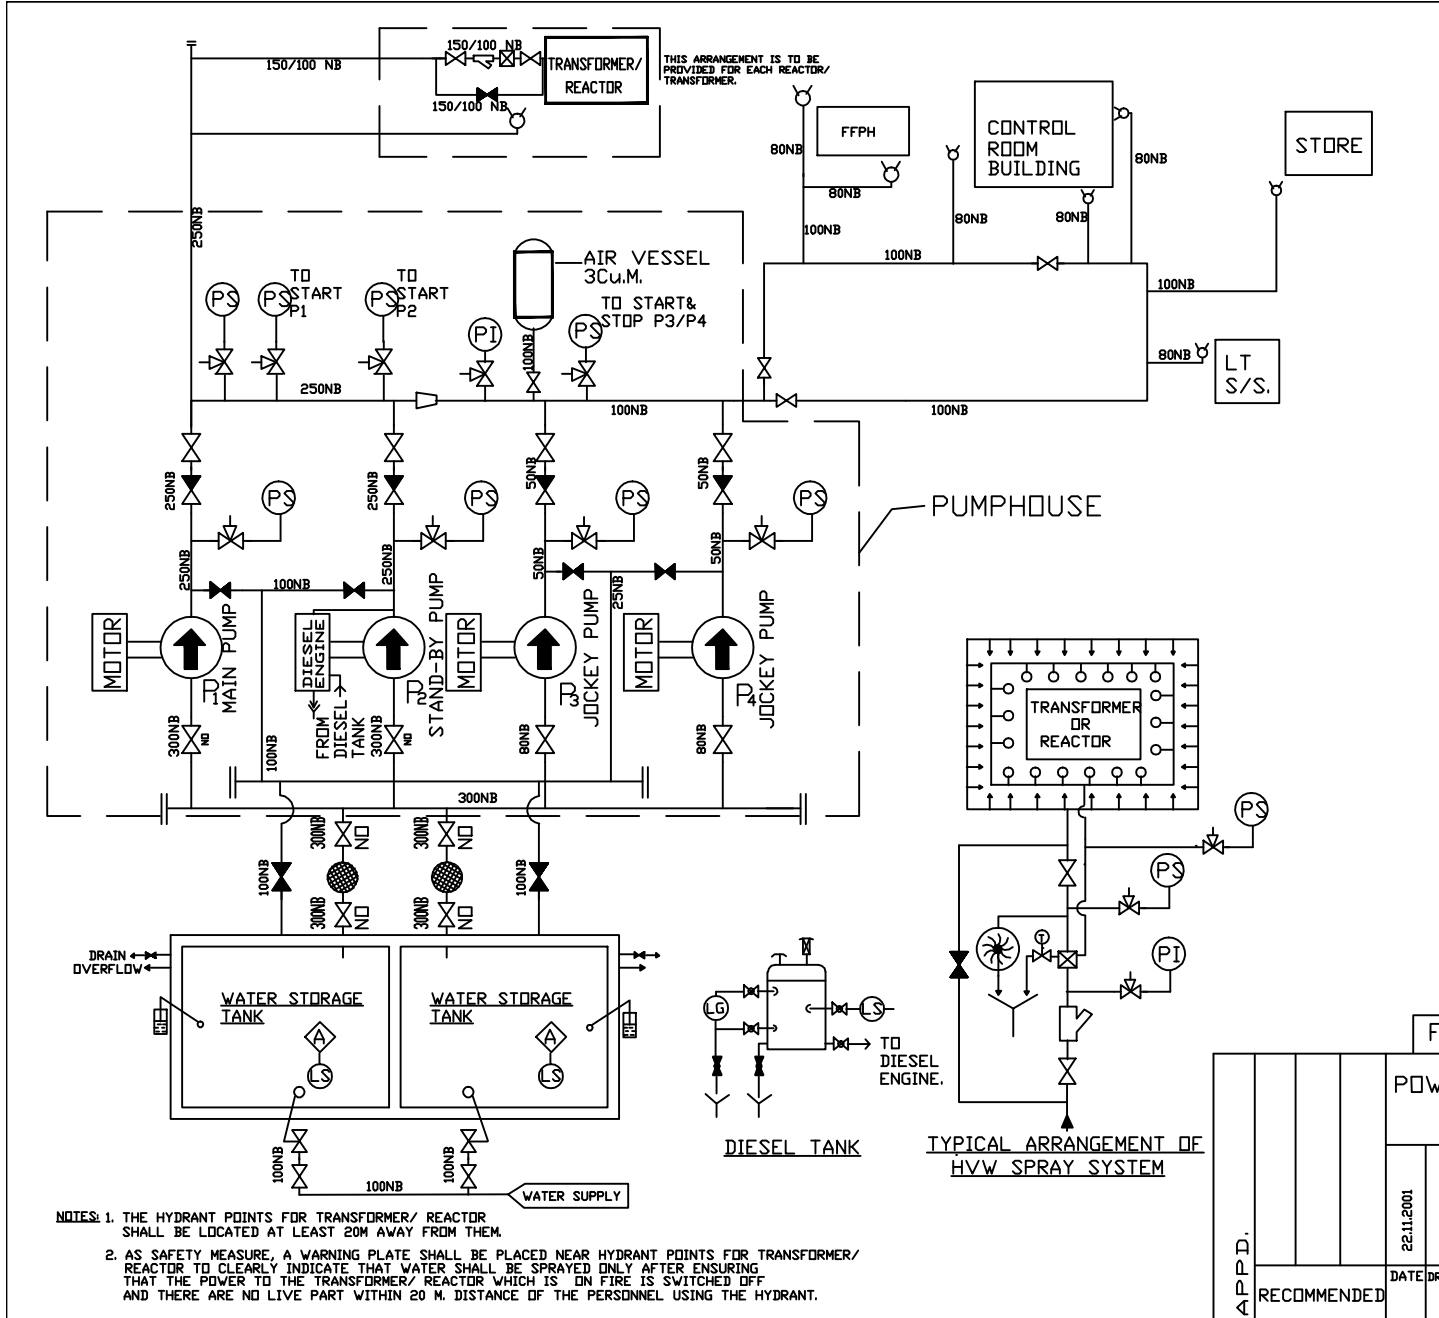 150/100 NB
150/100 NB
150/100 NB
TRANSFORMER/
REACTOR
THIS ARRANGEMENT IS TO BE
PROVIDED FOR EACH REACTOR/
TRANSFORMER.
FFPH
CONTROL
ROOM
BUILDING
STORE
80NB
80NB
80NB
80NB
80NB
100NB
100NB
100NB
80NB
LT
S/S.
250NB
AIR VESSEL
3Cu.M.
TO
START
P1
TO
START
P2
TO START&
STOP P3/P4
PS
PS
PS
PI
PS
100NB
250NB
100NB
100NB
250NB
250NB
50NB
50NB
PS
PS
PS
PS
PUMPHOUSE
250NB
250NB
50NB
50NB
100NB
25NB
MOTOR
P1
MAIN PUMP
DIESEL
ENGINE
P2
STAND-BY PUMP
MOTOR
P3
JOCKEY PUMP
MOTOR
P4
JOCKEY PUMP
FROM
DIESEL
TANK
300NB
NO
300NB
NO
80NB
80NB
100NB
300NB
300NB
NO
300NB
NO
100NB
100NB
300NB
NO
300NB
NO
DRAIN
OVERFLOW
WATER STORAGE
TANK
WATER STORAGE
TANK
A
LS
A
LS
100NB
100NB
100NB
WATER SUPPLY
LG
LS
TO
DIESEL
ENGINE.
DIESEL TANK
TRANSFORMER
OR
REACTOR
PS
PS
PI
T
TYPICAL ARRANGEMENT OF
HVW SPRAY SYSTEM
NOTES: 1. THE HYDRANT POINTS FOR TRANSFORMER/ REACTOR
SHALL BE LOCATED AT LEAST 20M AWAY FROM THEM.
2. AS SAFETY MEASURE, A WARNING PLATE SHALL BE PLACED NEAR HYDRANT POINTS FOR TRANSFORMER/
REACTOR TO CLEARLY INDICATE THAT WATER SHALL BE SPRAYED ONLY AFTER ENSURING
THAT THE POWER TO THE TRANSFORMER/ REACTOR WHICH IS ON FIRE IS SWITCHED OFF
AND THERE ARE NO LIVE PART WITHIN 20 M. DISTANCE OF THE PERSONNEL USING THE HYDRANT.
F
POW
22.11.2001
APPD.
RECOMMENDED
DATE